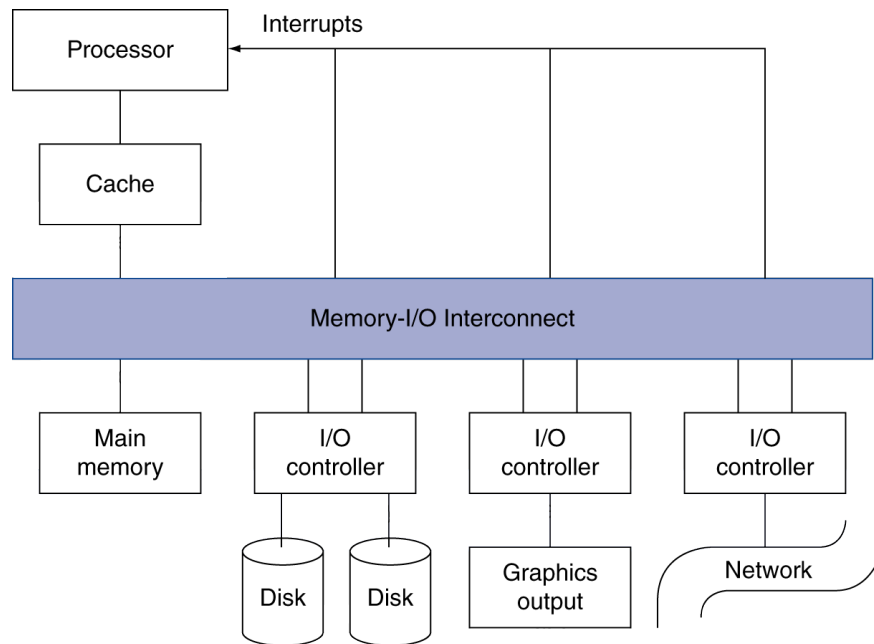 Interrupts
Processor
Cache
Memory-I/O Interconnect
Main
memory
I/O
controller
I/O
controller
I/O
controller
Disk
Disk
Graphics
output
Network